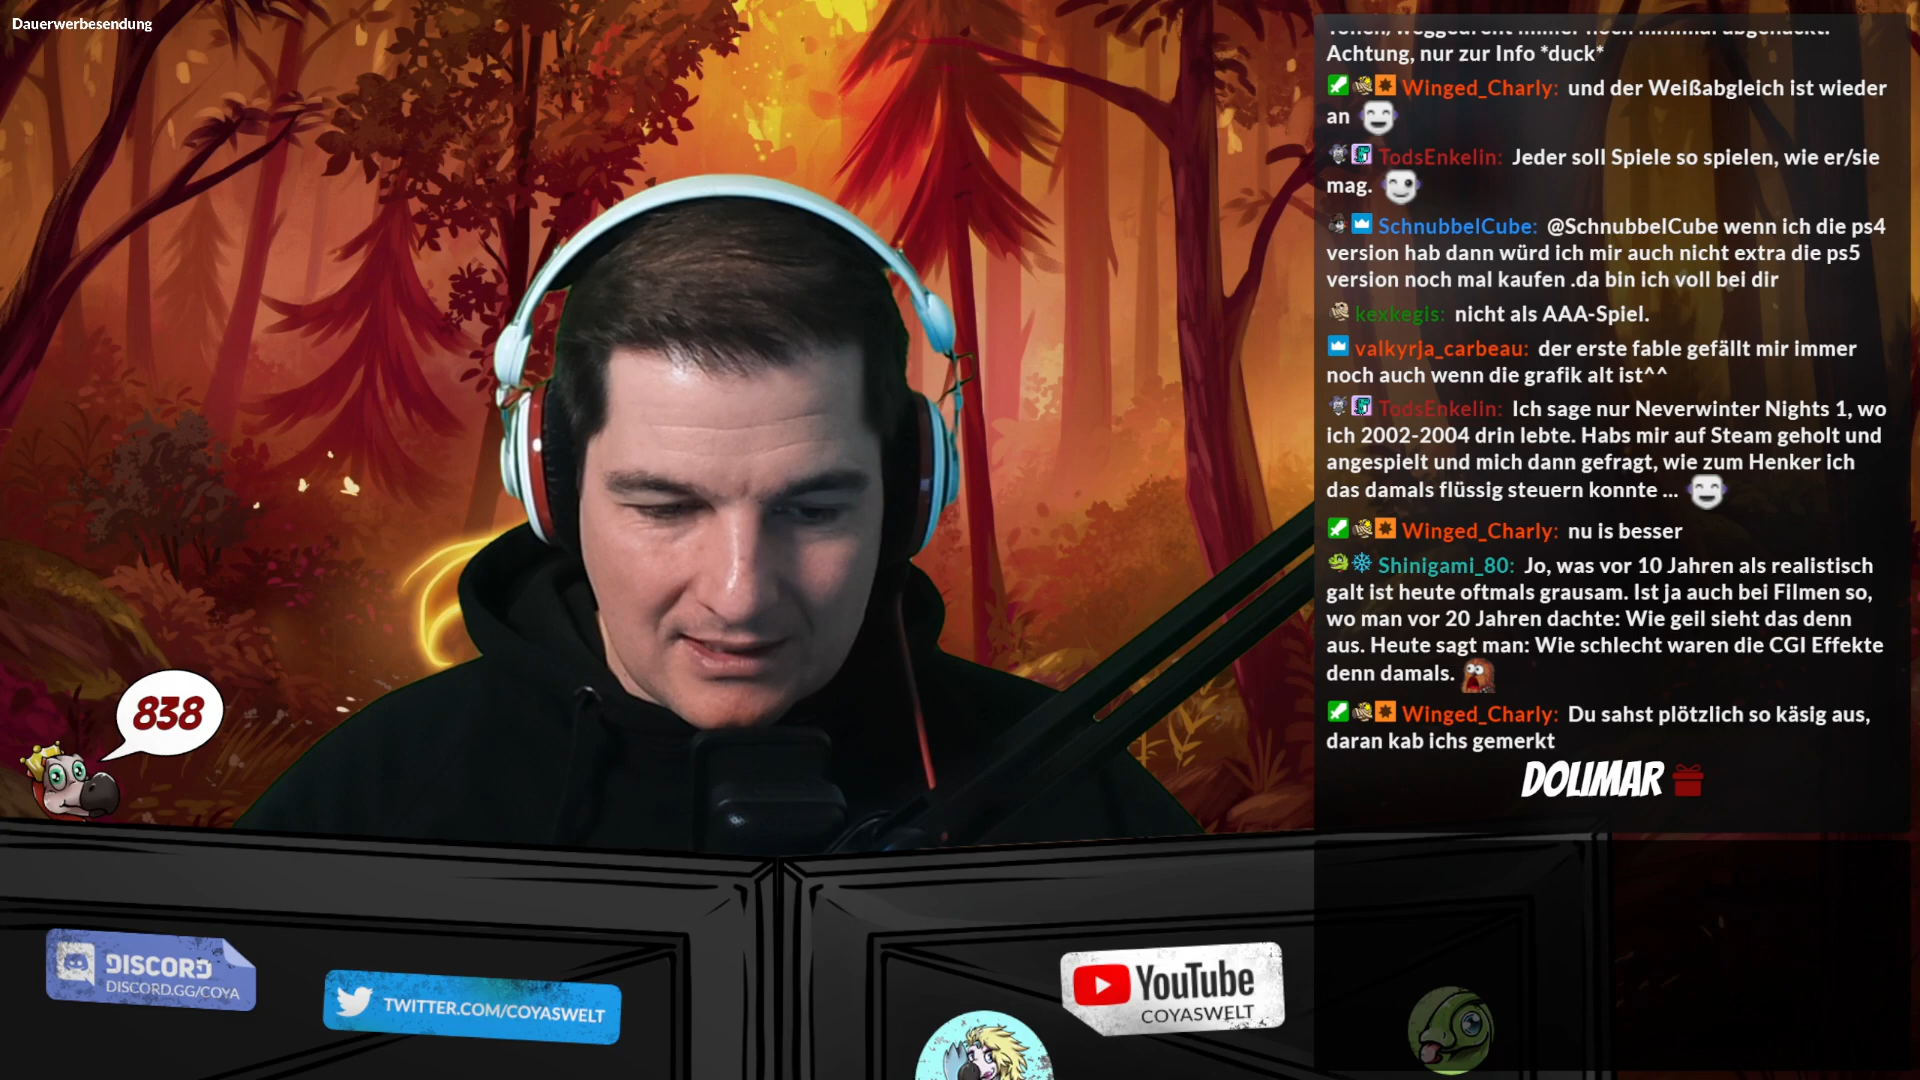 Dauerwerbesendung
Achtung, nur zur Info *duck*
Winged_Charly: und der Weißabgleich ist wieder
an
TodsEnkelin: Jeder soll Spiele so spielen, wie er/sie
mag.
SchnubbelCube: @SchnubbelCube wenn ich die ps4
version hab dann würd ich mir auch nicht extra die ps5
version noch mal kaufen .da bin ich voll bei dir
kexkegis: nicht als AAA-Spiel.
valkyrja_carbeau: der erste fable gefällt mir immer
noch auch wenn die grafik alt ist^^
TodsEnkelin: Ich sage nur Neverwinter Nights 1, wo
ich 2002-2004 drin lebte. Habs mir auf Steam geholt und
angespielt und mich dann gefragt, wie zum Henker ich
das damals flüssig steuern konnte ...
Winged_Charly: nu is besser
Shinigami_80: Jo, was vor 10 Jahren als realistisch
galt ist heute oftmals grausam. Ist ja auch bei Filmen so,
wo man vor 20 Jahren dachte: Wie geil sieht das denn
aus. Heute sagt man: Wie schlecht waren die CGI Effekte
denn damals.
Winged_Charly: Du sahst plötzlich so käsig aus,
daran kab ichs gemerkt
DOLIMAR
838
DISCORD
DISCORD.GG/COYA
TWITTER.COM/COYASWELT
YouTube
COYASWELT